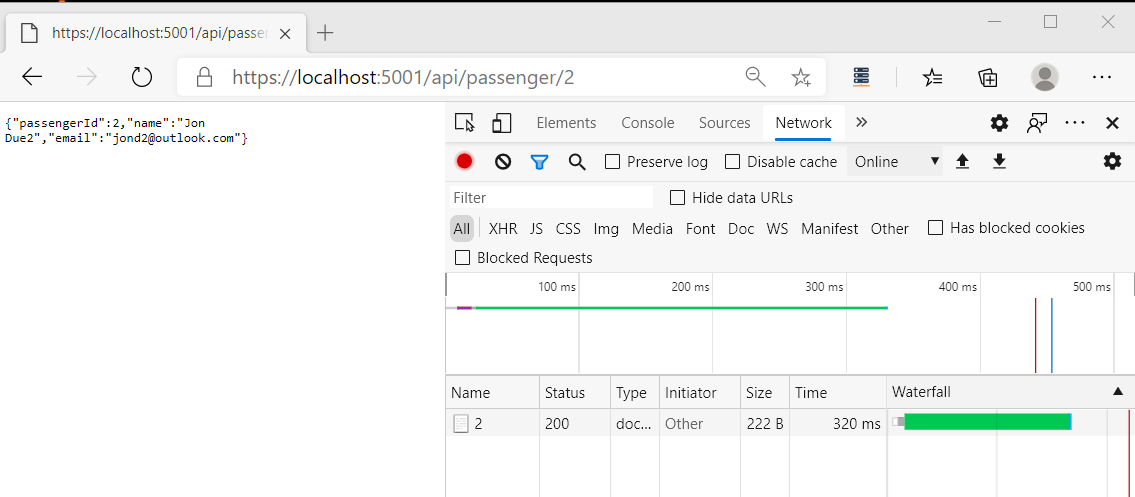 https://localhost:5001/api/passe
https://localhost:5001/api/passenger/2
{"passengerId":2,"name":"Jon
Due2","email":"jond2@outlook.com"}
Elements Console Sources Network
Preserve log Disable cache Online
Filter Hide data URLs
All XHR JS CSS Img Media Font Doc WS Manifest Other Has blocked cookies
Blocked Requests
100 ms 200 ms 300 ms 400 ms 500 ms
Name Status Type Initiator Size Time Waterfall
2 200 doc... Other 222 B 320 ms